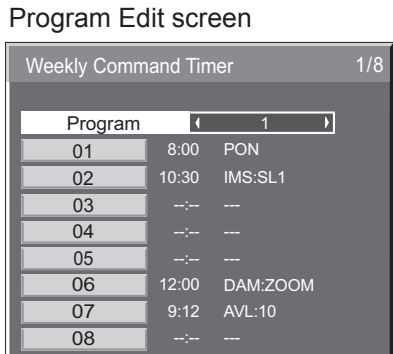 Program Edit screen
Weekly Command Timer 1/8
Program 1
01 8:00 PON
02 10:30 IMS:SL1
03 --:-- ---
04 --:-- ---
05 --:-- ---
06 12:00 DAM:ZOOM
07 9:12 AVL:10
08 --:-- ---